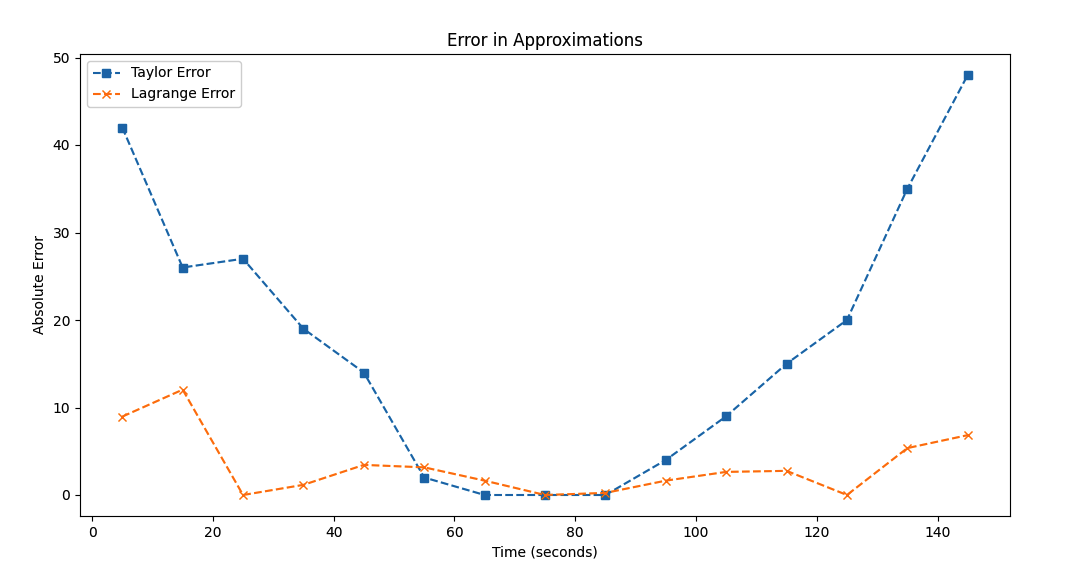 Error in Approximations
Taylor Error
Lagrange Error
Absolute Error
50
40
30
20
10
0
0 20 40 60 80 100 120 140
Time (seconds)